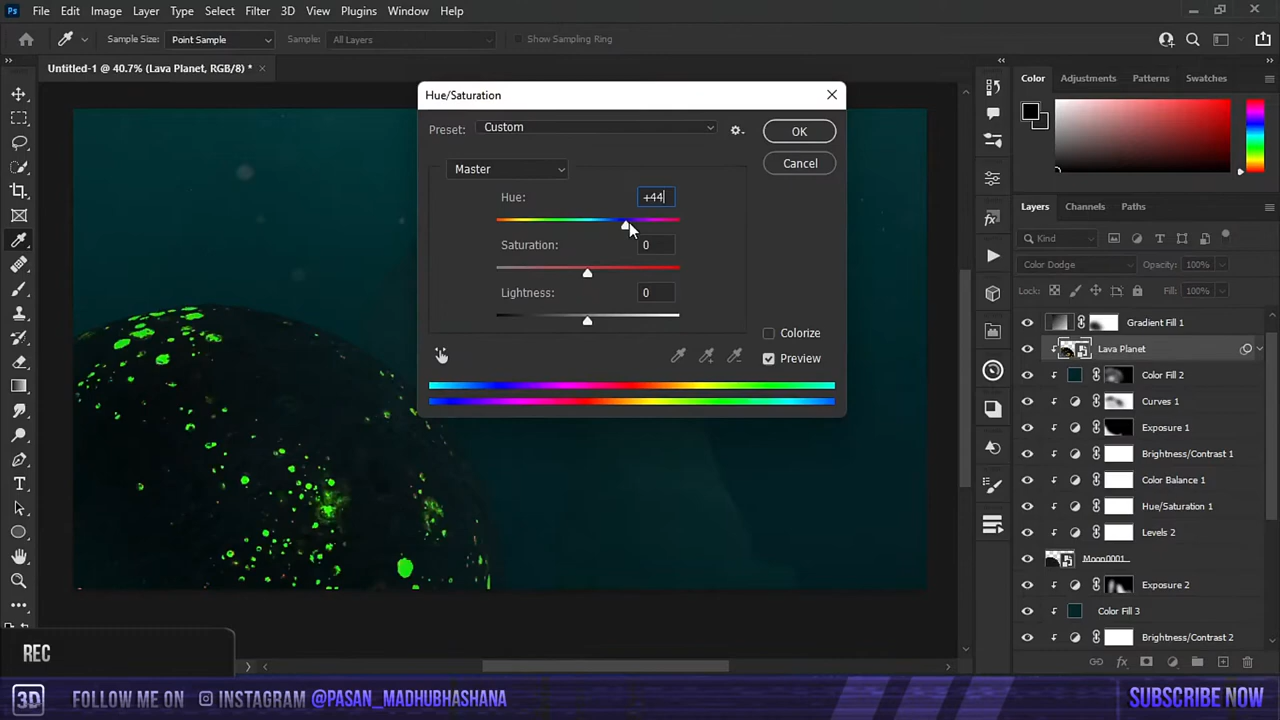 Ps File Edit Image Layer Type Select Filter 3D View Plugins Window Help
Sample Size: Point Sample Sample: All Layers Show Sampling Ring
Untitled-1 @ 40.7% (Lava Planet, RGB/8) *
Hue/Saturation
Preset: Custom
OK
Master
Cancel
Hue: +44
Saturation: 0
Lightness: 0
Colorize
Preview
Color Adjustments Patterns Swatches
Layers Channels Paths
Kind
Color Dodge Opacity: 100%
Lock: Fill: 100%
Gradient Fill 1
Lava Planet
Color Fill 2
Curves 1
Exposure 1
Brightness/Contrast 1
Color Balance 1
Hue/Saturation 1
Levels 2
Moon0001
Exposure 2
Color Fill 3
Brightness/Contrast 2
REC
3D FOLLOW ME ON INSTAGRAM @PASAN_MADHUBHASHANA SUBSCRIBE NOW